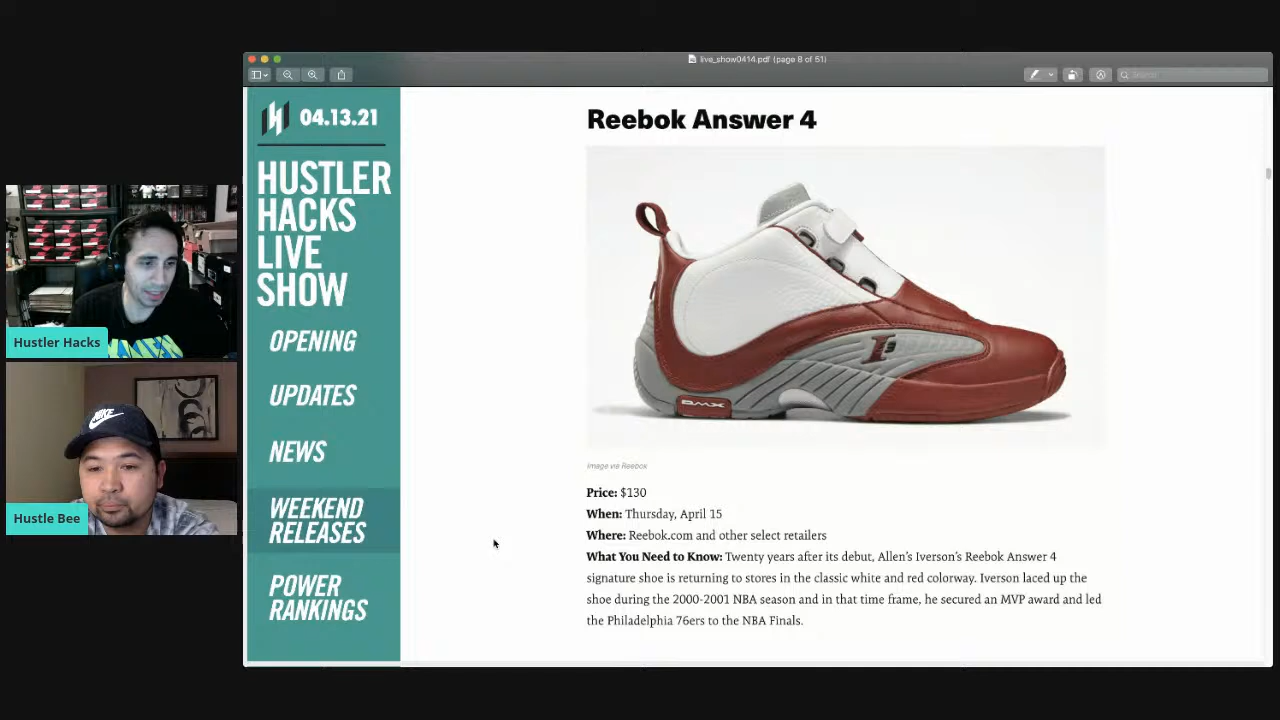 live_show0414.pdf (page 8 of 51)
Search
04.13.21
HUSTLER
HACKS
LIVE
SHOW
OPENING
UPDATES
NEWS
WEEKEND
RELEASES
POWER
RANKINGS
Hustler Hacks
NIKE
Hustle Bee
Reebok Answer 4
I3
DMX
Image via Reebok
Price: $130
When: Thursday, April 15
Where: Reebok.com and other select retailers
What You Need to Know: Twenty years after its debut, Allen’s Iverson’s Reebok Answer 4
signature shoe is returning to stores in the classic white and red colorway. Iverson laced up the
shoe during the 2000-2001 NBA season and in that time frame, he secured an MVP award and led
the Philadelphia 76ers to the NBA Finals.